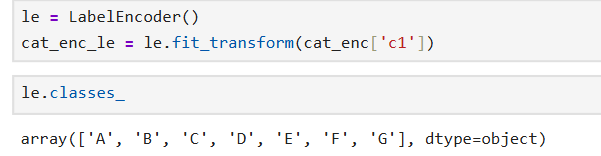 le = LabelEncoder()
cat_enc_le = le.fit_transform(cat_enc['c1'])
le.classes_
array(['A', 'B', 'C', 'D', 'E', 'F', 'G'], dtype=object)